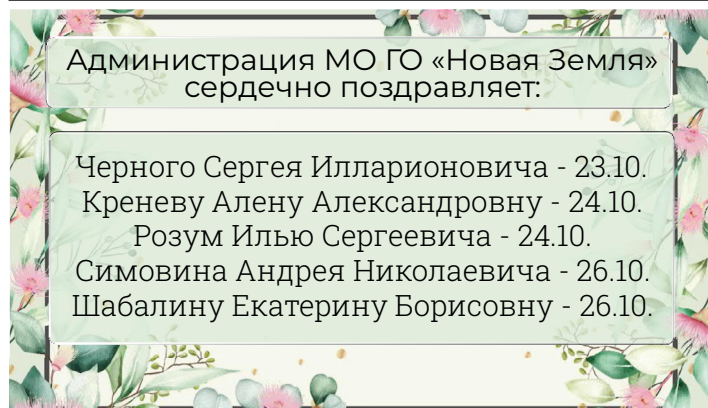 Администрация МО ГО «Новая Земля»
сердечно поздравляет:
Черного Сергея Илларионовича - 23.10.
Креневу Алену Александровну - 24.10.
Розум Илью Сергеевича - 24.10.
Симовина Андрея Николаевича - 26.10.
Шабалину Екатерину Борисовну - 26.10.